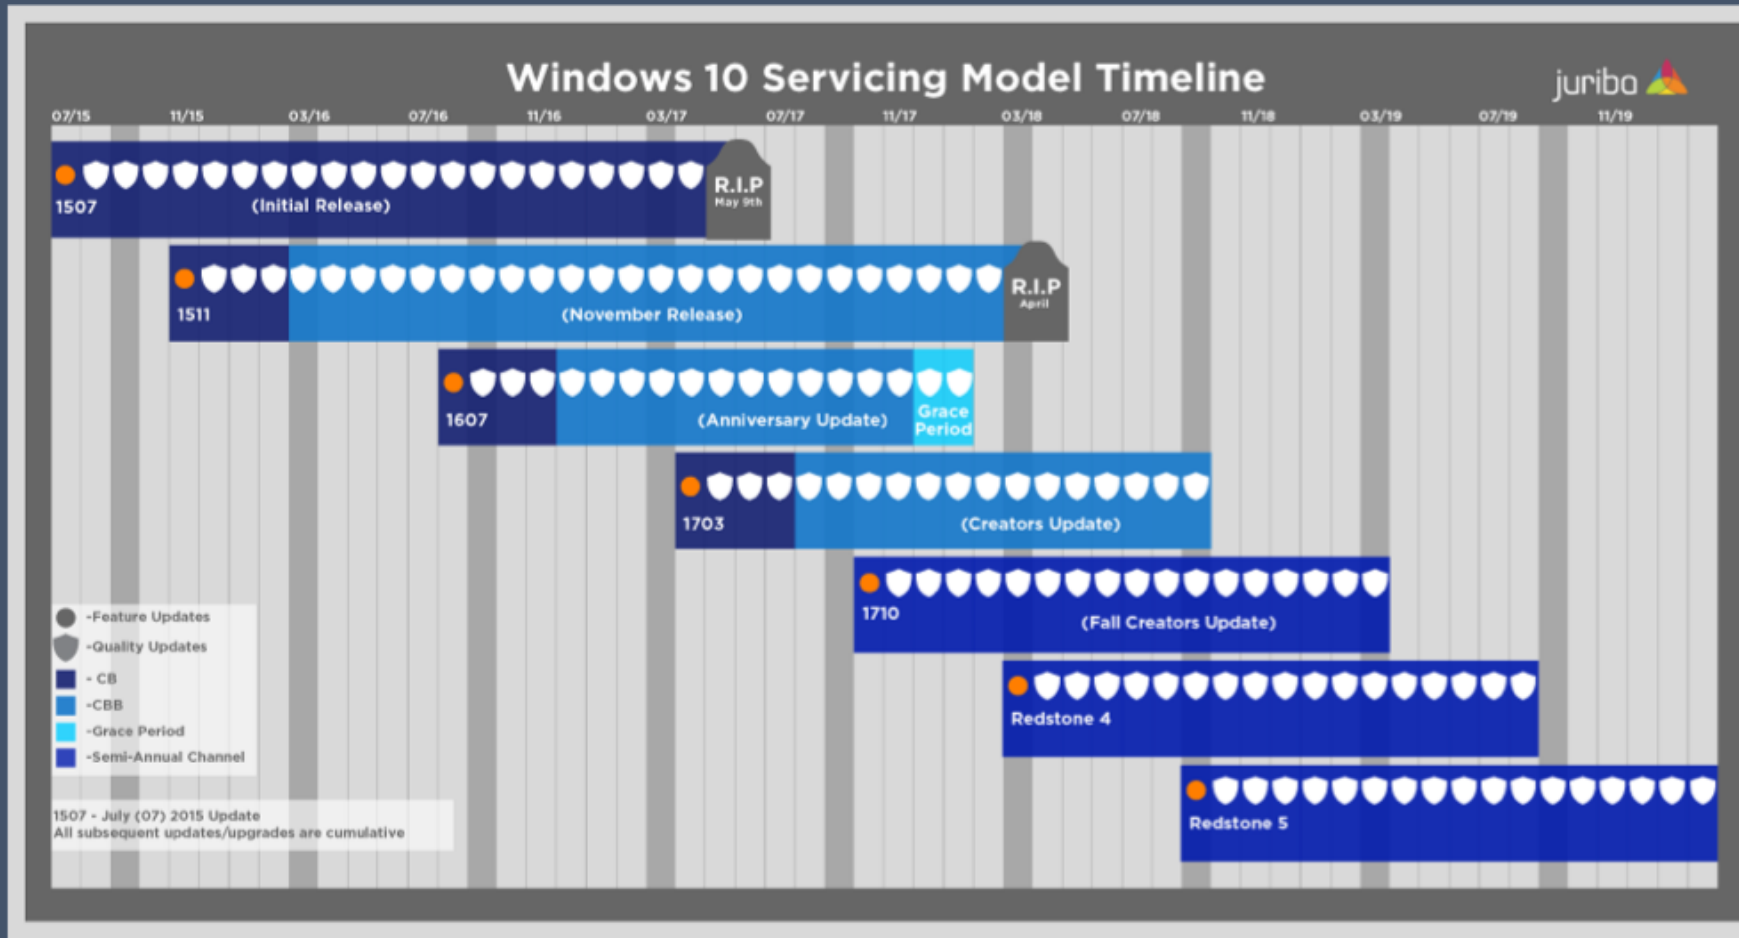 Windows 10 Servicing Model Timeline
juriba
07/15 11/15 03/16 07/16 11/16 03/17 07/17 11/17 03/18 07/18 11/18 03/19 07/19 11/19
R.I.P
May 9th
1507
(Initial Release)
R.I.P
April
1511
(November Release)
1607
(Anniversary Update)
Grace
Period
1703
(Creators Update)
1710
(Fall Creators Update)
Redstone 4
Redstone 5
-Feature Updates
-Quality Updates
- CB
-CBB
-Grace Period
-Semi-Annual Channel
1507 - July (07) 2015 Update
All subsequent updates/upgrades are cumulative